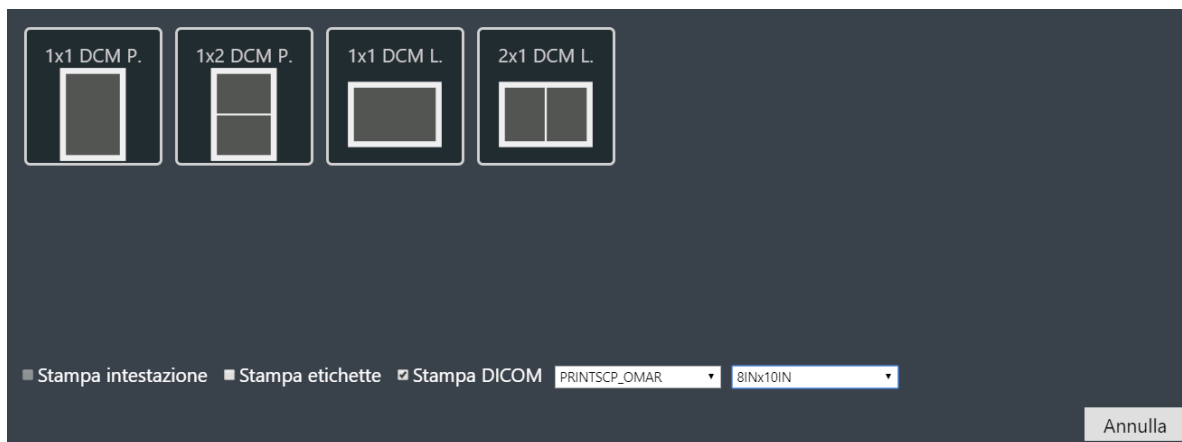 1x1 DCM P. 1x2 DCM P. 1x1 DCM L. 2x1 DCM L.
Stampa intestazione Stampa etichette Stampa DICOM PRINTSCP_OMAR 8INx10IN
Annulla